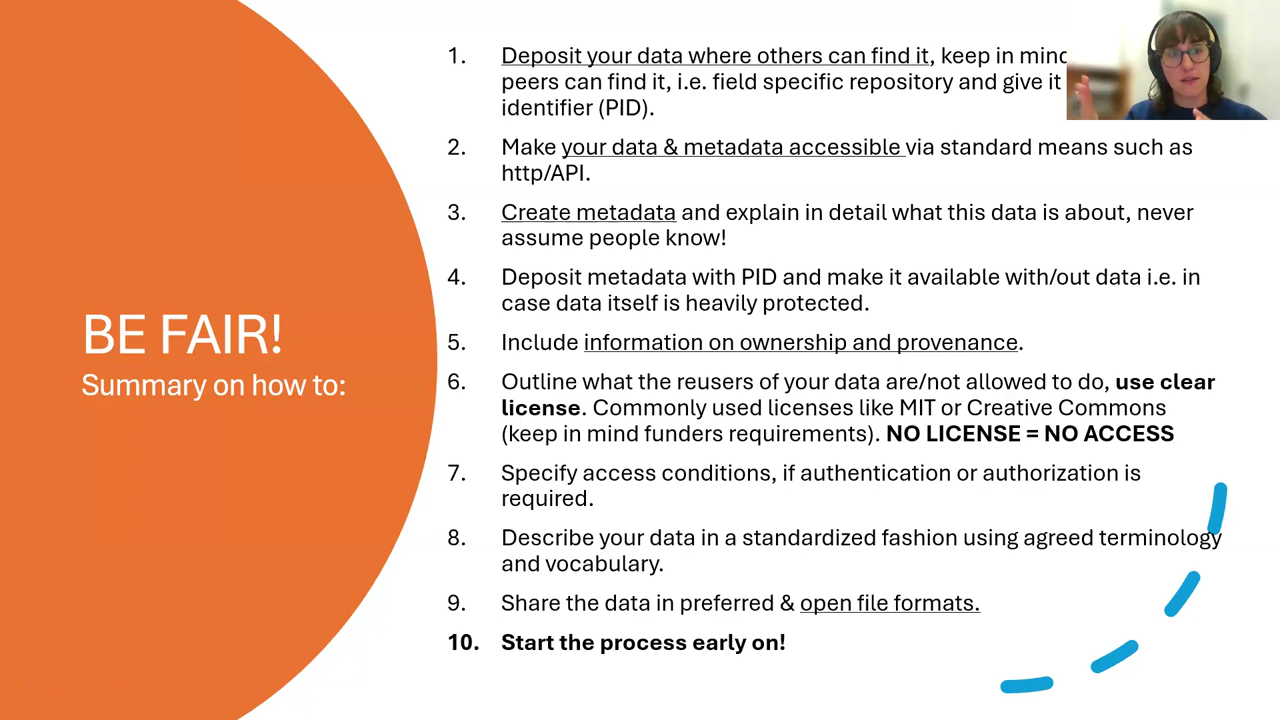 BE FAIR!
Summary on how to:
1. Deposit your data where others can find it, keep in mind
peers can find it, i.e. field specific repository and give it
identifier (PID).
2. Make your data & metadata accessible via standard means such as
http/API.
3. Create metadata and explain in detail what this data is about, never
assume people know!
4. Deposit metadata with PID and make it available with/out data i.e. in
case data itself is heavily protected.
5. Include information on ownership and provenance.
6. Outline what the reusers of your data are/not allowed to do, use clear
license. Commonly used licenses like MIT or Creative Commons
(keep in mind funders requirements). NO LICENSE = NO ACCESS
7. Specify access conditions, if authentication or authorization is
required.
8. Describe your data in a standardized fashion using agreed terminology
and vocabulary.
9. Share the data in preferred & open file formats.
10. Start the process early on!